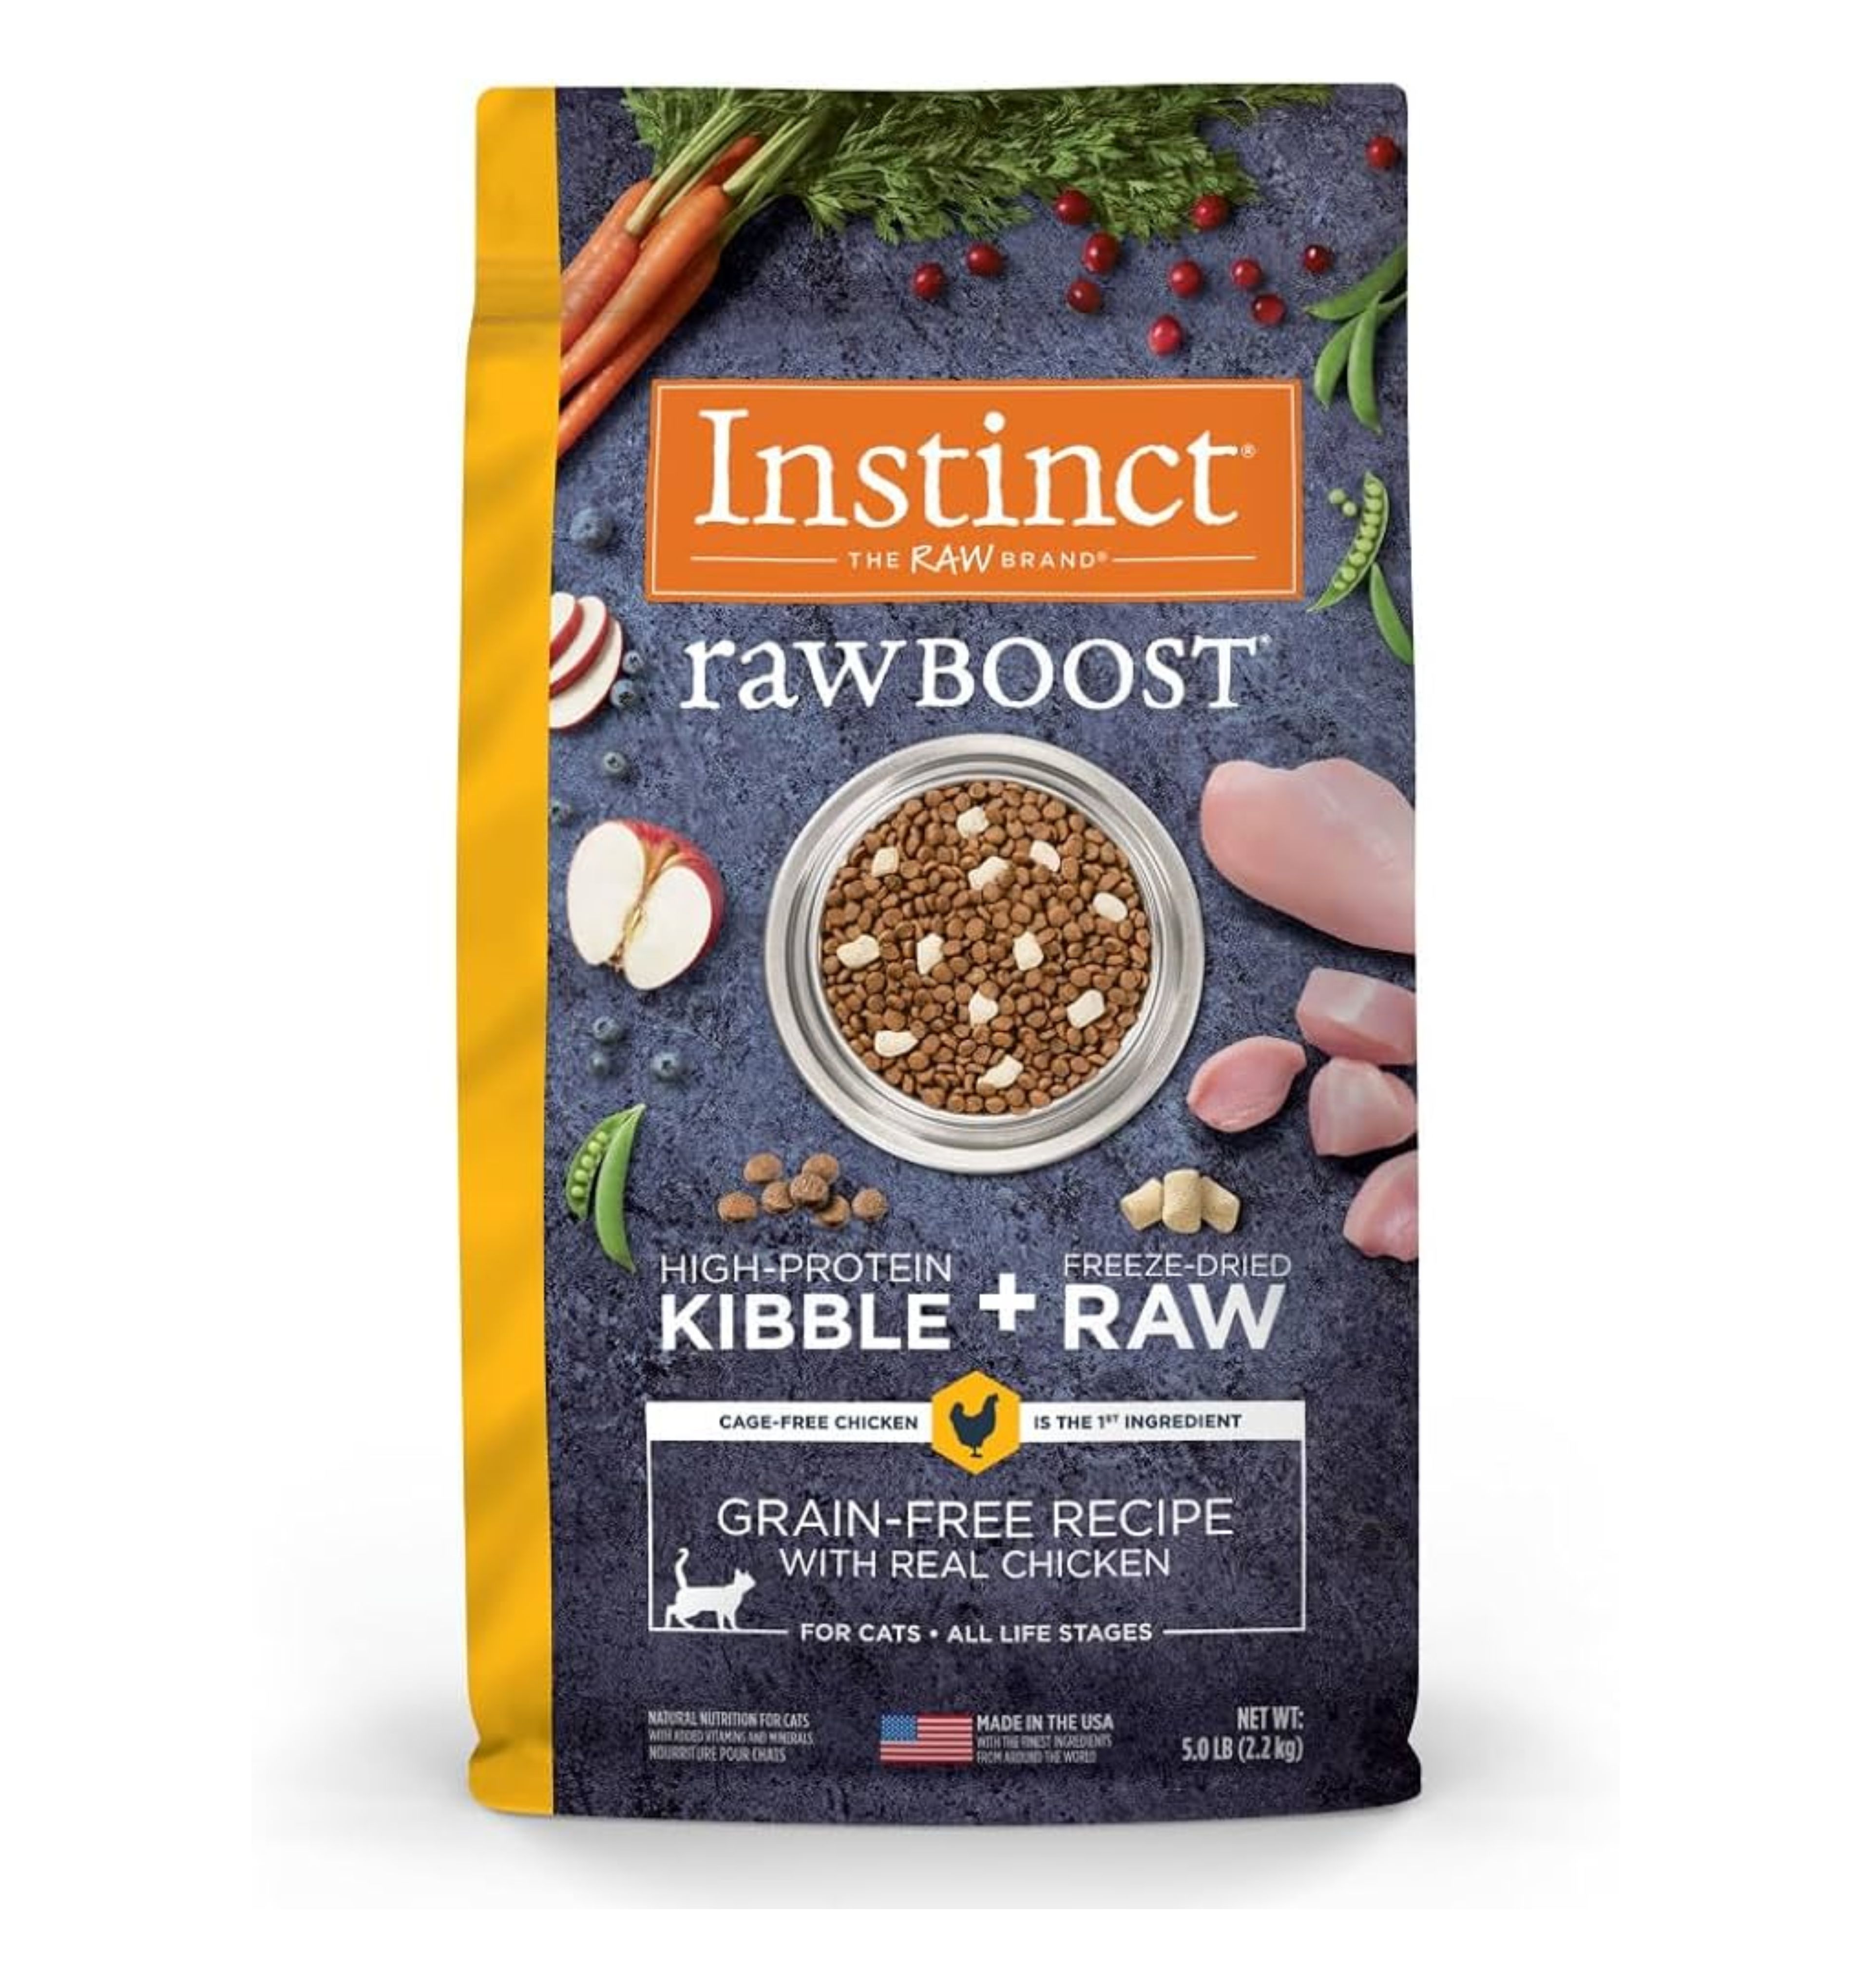 Instinct®
THE RAW BRAND®
raw BOOST®
HIGH-PROTEIN
KIBBLE
+
FREEZE-DRIED
RAW
CAGE-FREE CHICKEN IS THE 1ST INGREDIENT
GRAIN-FREE RECIPE
WITH REAL CHICKEN
FOR CATS • ALL LIFE STAGES
NATURAL NUTRITION FOR CATS
WITH ADDED VITAMINS AND MINERALS
NOURRITURE POUR CHATS
MADE IN THE USA
WITH THE FINEST INGREDIENTS
FROM AROUND THE WORLD
NET WT:
5.0 LB (2.2 kg)